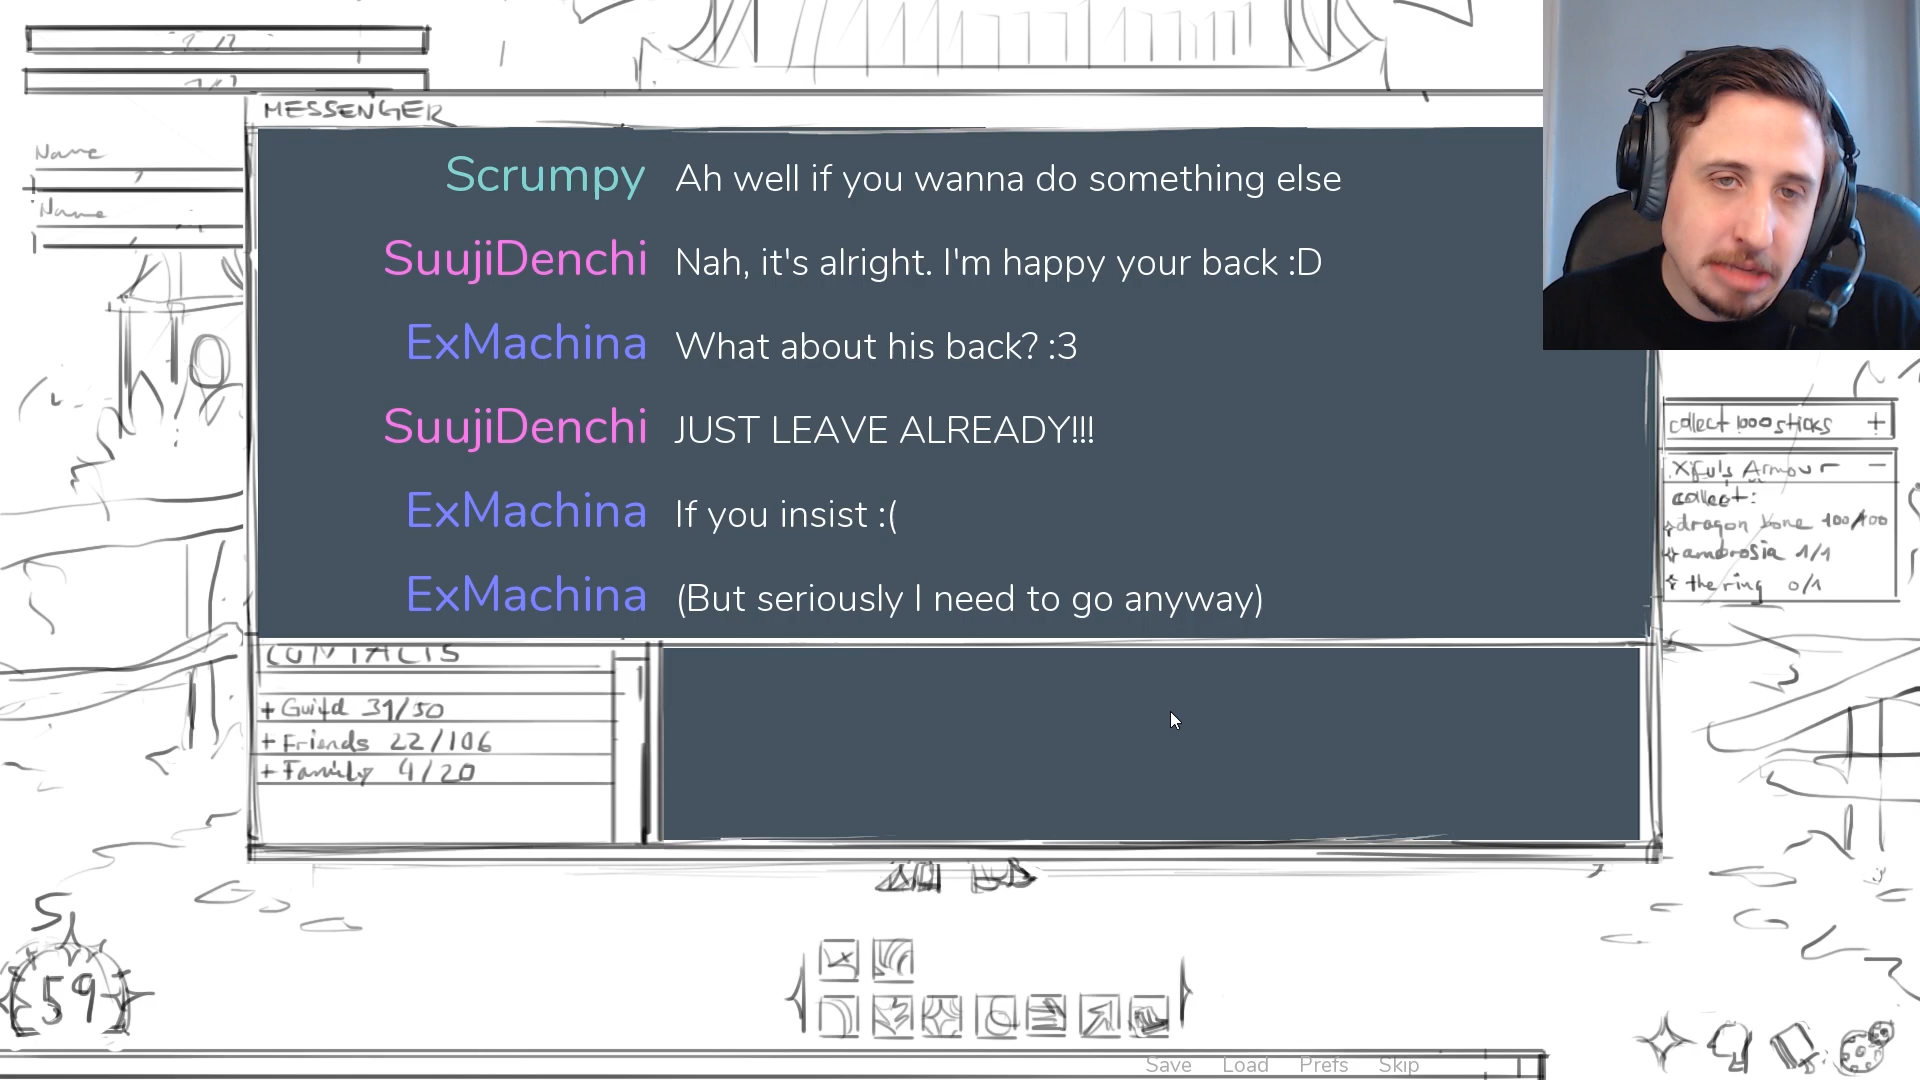 MESSENGER
Name
Name
Scrumpy Ah well if you wanna do something else
SuujiDenchi Nah, it's alright. I'm happy your back :D
ExMachina What about his back? :3
SuujiDenchi JUST LEAVE ALREADY!!!
ExMachina If you insist :(
ExMachina (But seriously I need to go anyway)
collect 1000 sticks +
Xiful's Armour -
collect:
dragon bone 100/100
ambrosia 1/1
the ring 0/1
CONTACTS
+ Guild 31/50
+ Friends 22/106
+ Family 4/20
59
Save Load Prefs Skip